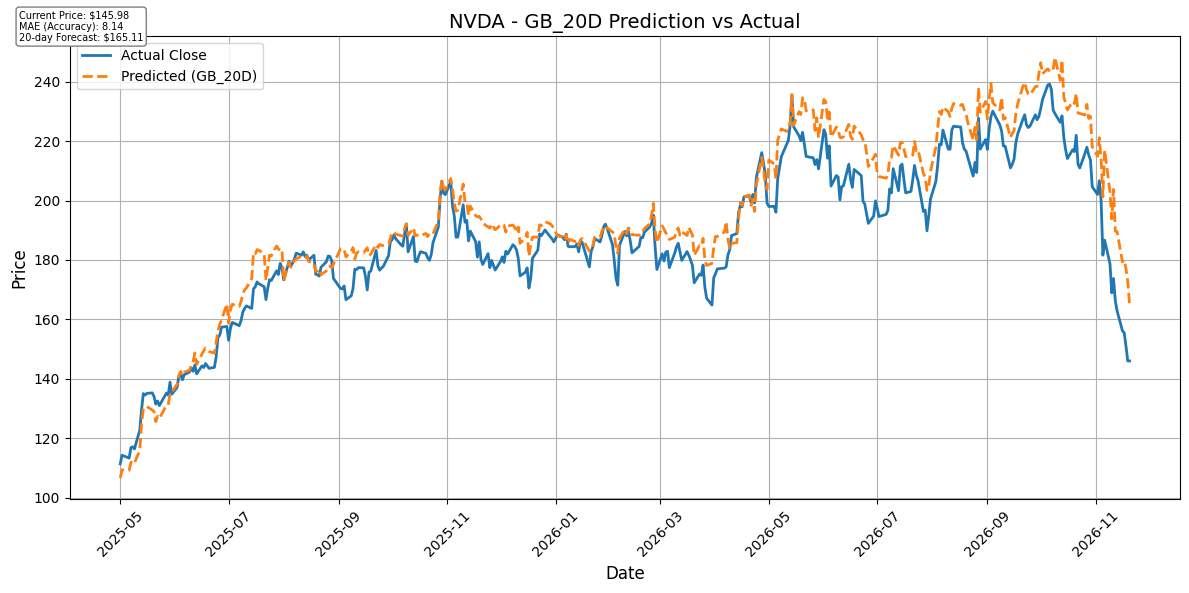 NVDA - GB_20D Prediction vs Actual
Current Price: $145.98
MAE (Accuracy): 8.14
20-day Forecast: $165.11
Actual Close
Predicted (GB_20D)
Price
240
220
200
180
160
140
120
100
2025-05
2025-07
2025-09
2025-11
2026-01
2026-03
2026-05
2026-07
2026-09
2026-11
Date